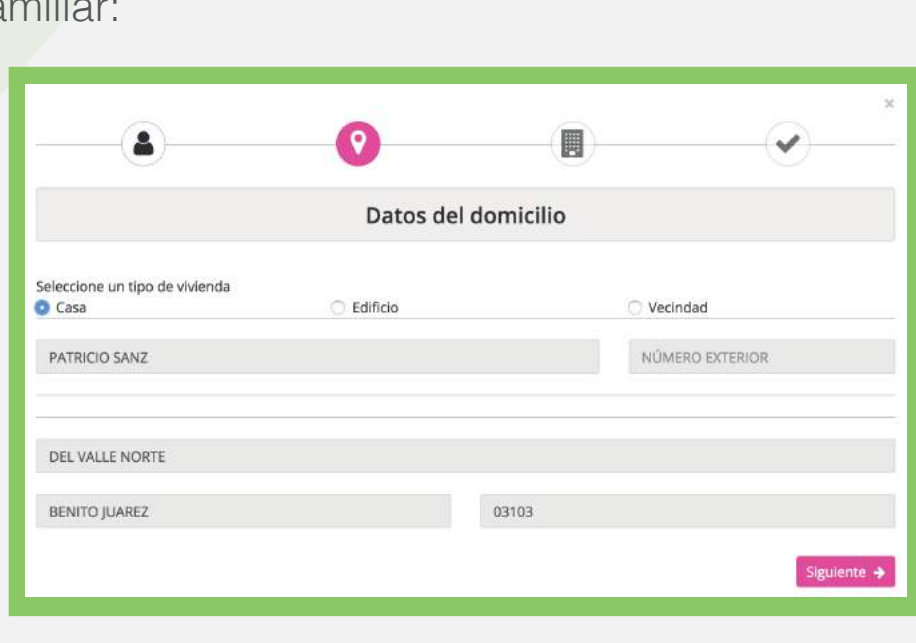 amiliar:
×
Datos del domicilio
Seleccione un tipo de vivienda
Casa Edificio Vecindad
PATRICIO SANZ NÚMERO EXTERIOR
DEL VALLE NORTE
BENITO JUAREZ 03103
Siguiente →